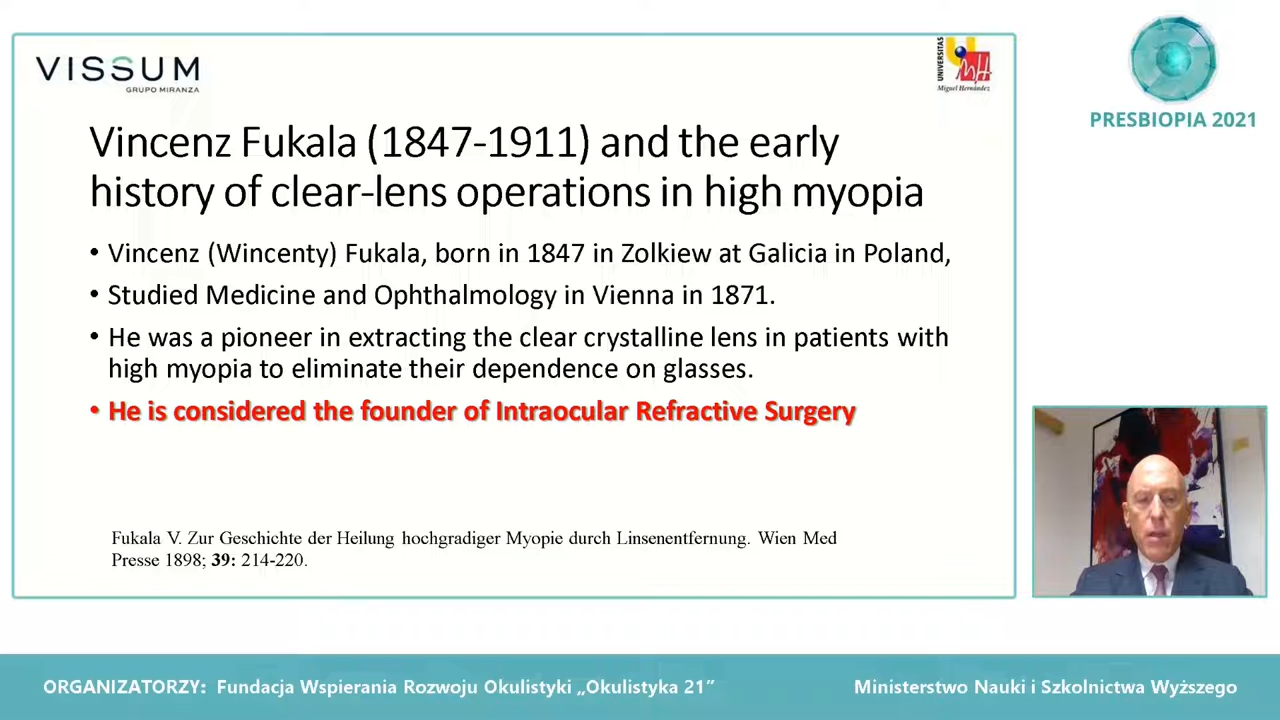 VISSUM
GRUPO MIRANZA
UNIVERSITAS
Miguel Hernández
PRESBIOPIA 2021
Vincenz Fukala (1847-1911) and the early
history of clear-lens operations in high myopia
• Vincenz (Wincenty) Fukala, born in 1847 in Zolkiew at Galicia in Poland,
• Studied Medicine and Ophthalmology in Vienna in 1871.
• He was a pioneer in extracting the clear crystalline lens in patients with
high myopia to eliminate their dependence on glasses.
• He is considered the founder of Intraocular Refractive Surgery
Fukala V. Zur Geschichte der Heilung hochgradiger Myopie durch Linsenentfernung. Wien Med
Presse 1898; 39: 214-220.
ORGANIZATORZY: Fundacja Wspierania Rozwoju Okulistyki „Okulistyka 21”
Ministerstwo Nauki i Szkolnictwa Wyższego